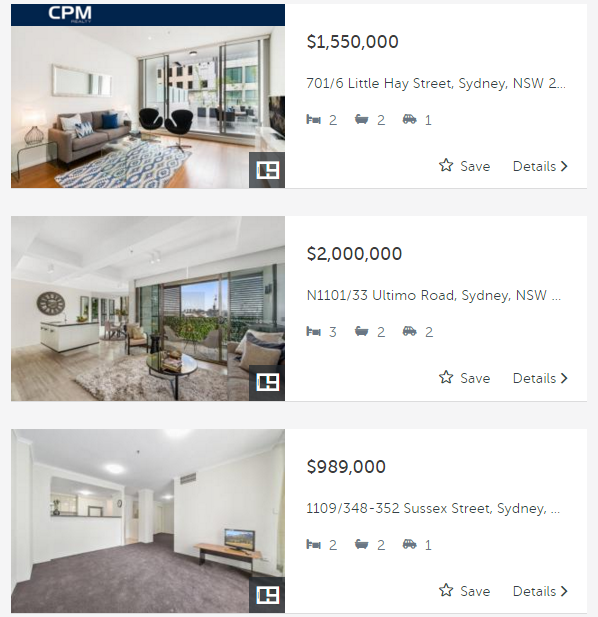 CPM
REALTY
$1,550,000
701/6 Little Hay Street, Sydney, NSW 2...
2 2 1
Save Details
$2,000,000
N1101/33 Ultimo Road, Sydney, NSW ...
3 2 2
Save Details
$989,000
1109/348-352 Sussex Street, Sydney, ...
2 2 1
Save Details